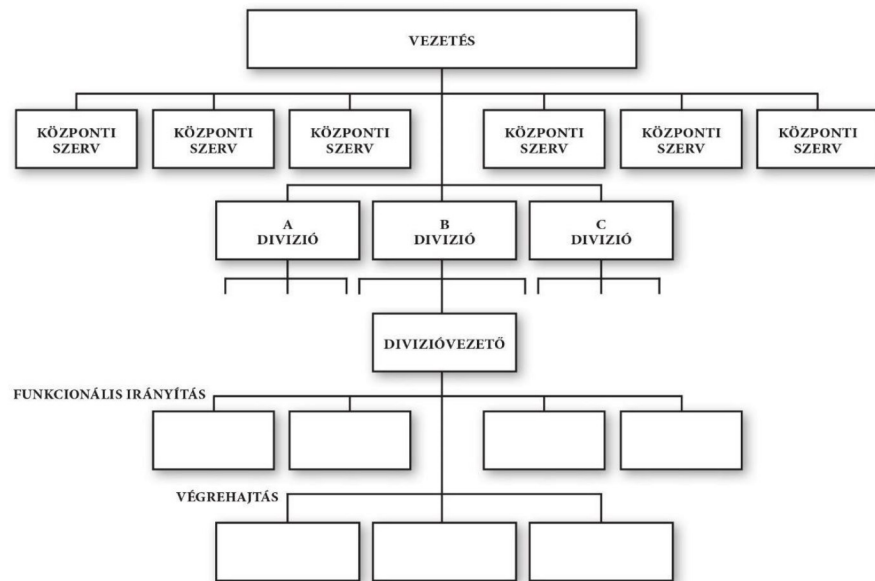 VEZETÉS
KÖZPONTI
SZERV
KÖZPONTI
SZERV
KÖZPONTI
SZERV
KÖZPONTI
SZERV
KÖZPONTI
SZERV
KÖZPONTI
SZERV
A
DIVIZIÓ
B
DIVIZIÓ
C
DIVIZIÓ
DIVIZIÓVEZETŐ
FUNKCIONÁLIS IRÁNYÍTÁS
VÉGREHAJTÁS